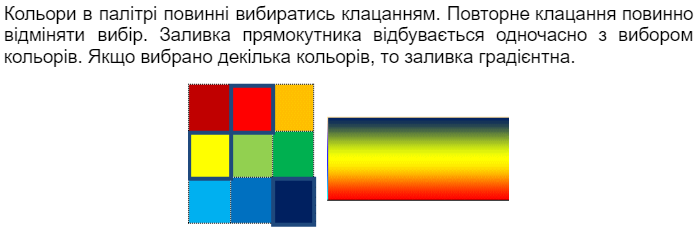 Кольори в палітрі повинні вибиратись клацанням. Повторне клацання повинно
відміняти вибір. Заливка прямокутника відбувається одночасно з вибором
кольорів. Якщо вибрано декілька кольорів, то заливка градієнтна.